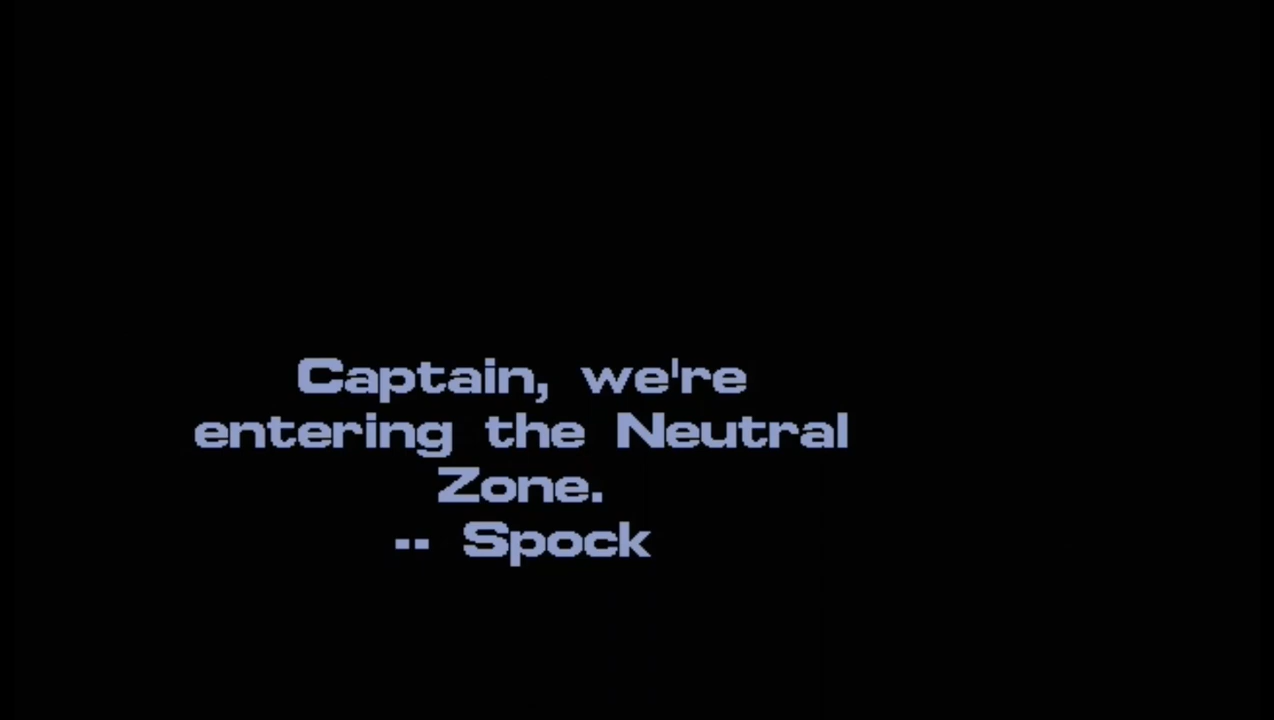 Captain, we're
entering the Neutral
Zone.
-- Spock